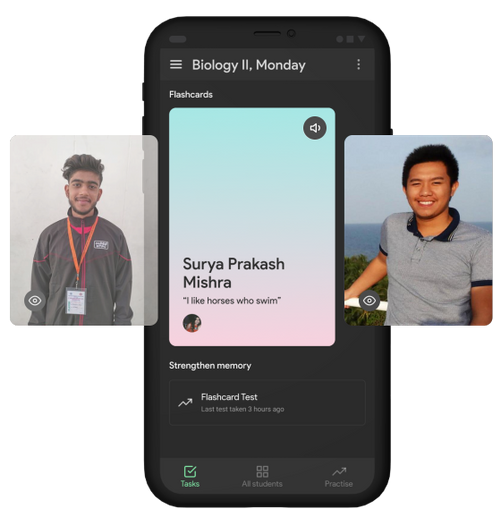 Biology II, Monday
Flashcards
Surya Prakash
Mishra
“I like horses who swim”
Strengthen memory
Flashcard Test
Last test taken 3 hours ago
Tasks
All students
Practise